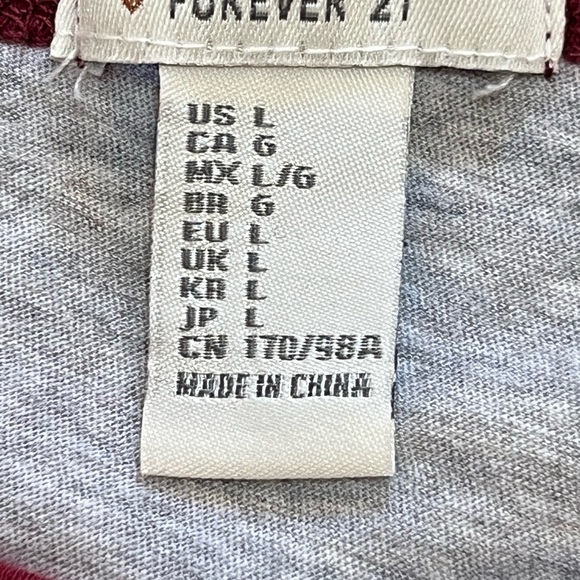 FOREVER 21
US L
CA G
MX L/G
BR G
EU L
UK L
KR L
JP L
CN 170/98A
MADE IN CHINA